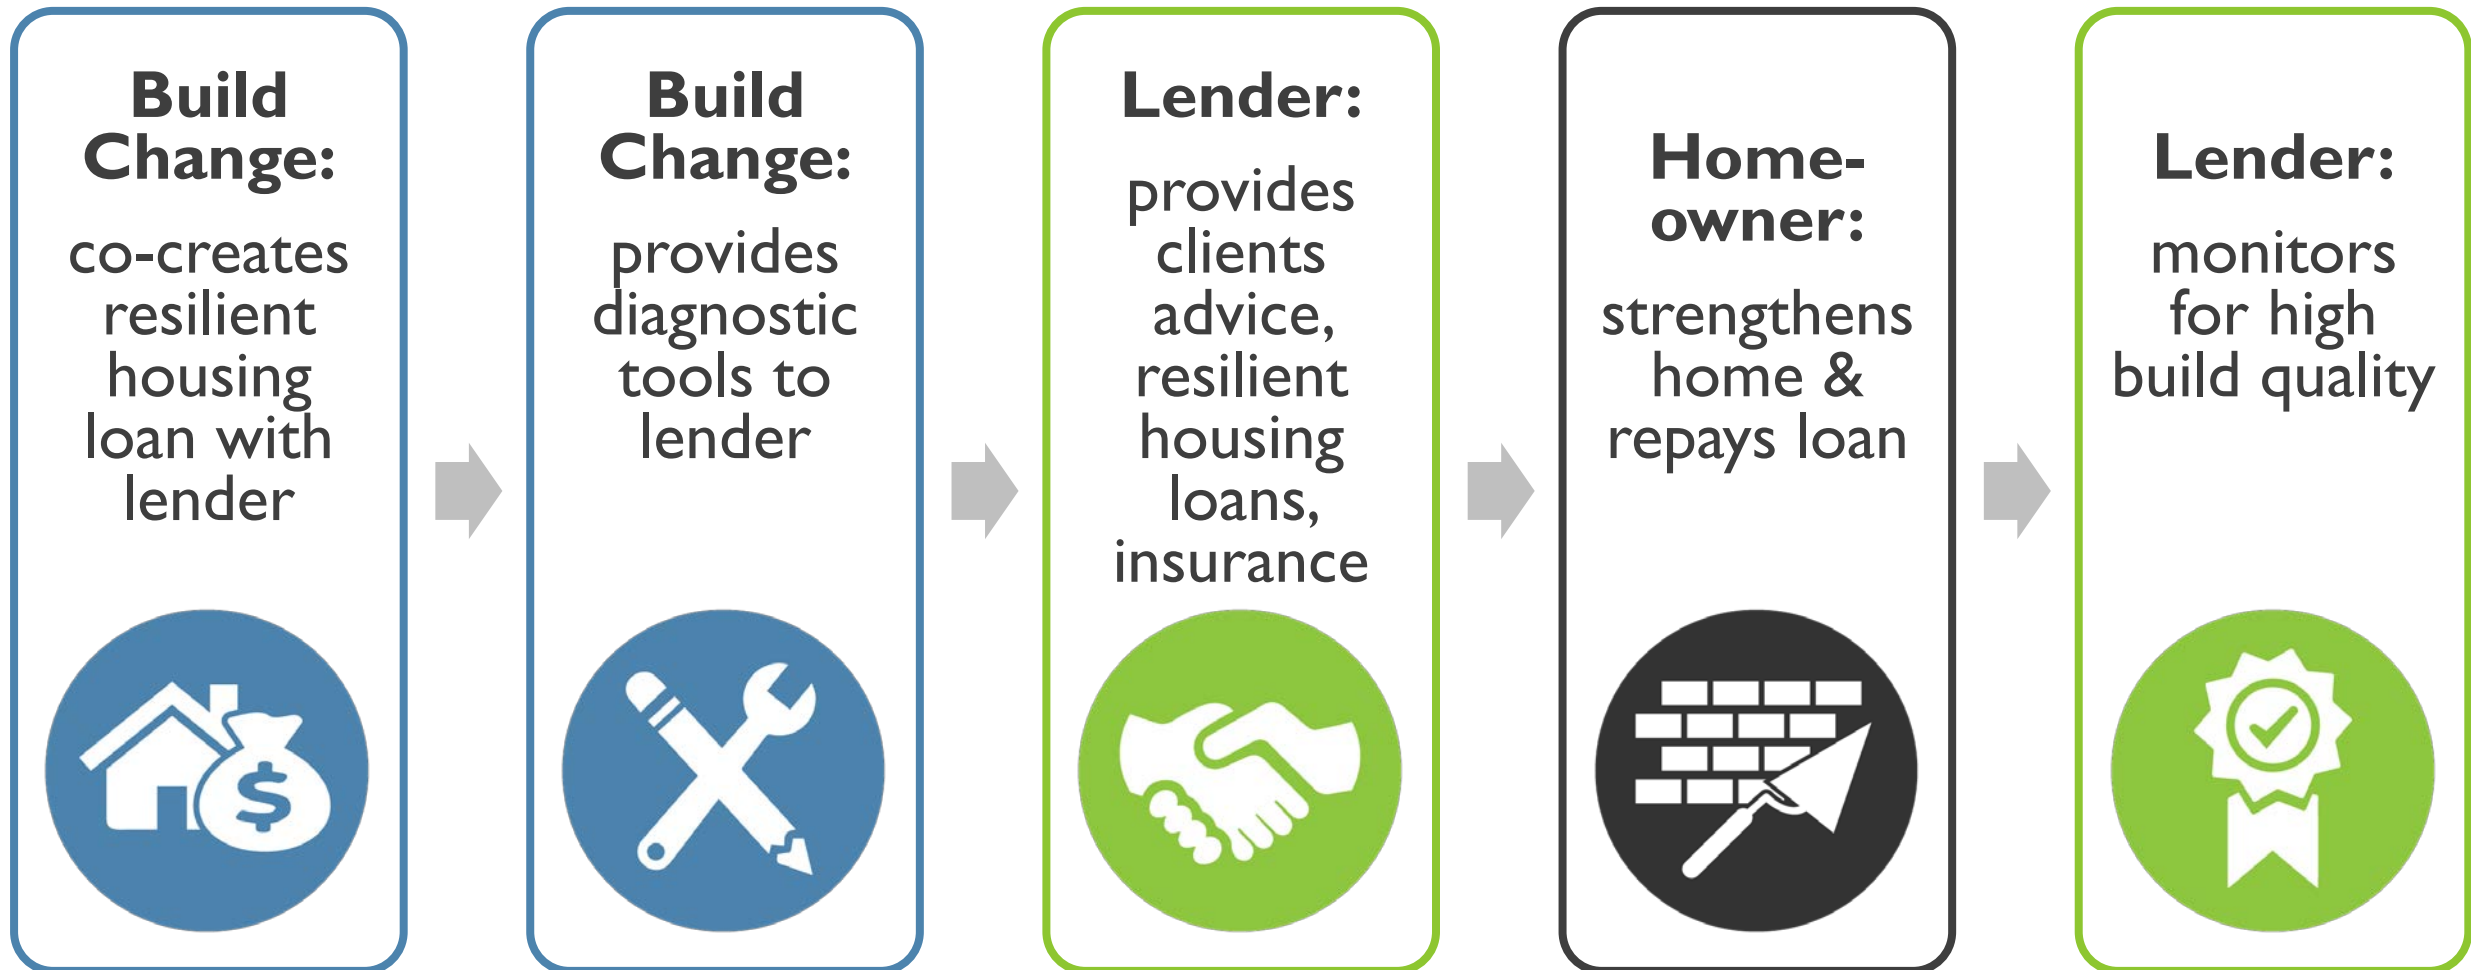 Build
Change:
co-creates
resilient
housing
loan with
lender
Build
Change:
provides
diagnostic
tools to
lender
Lender:
provides
clients
advice,
resilient
housing
loans,
insurance
Home-
owner:
strengthens
home &
repays loan
Lender:
monitors
for high
build quality
$